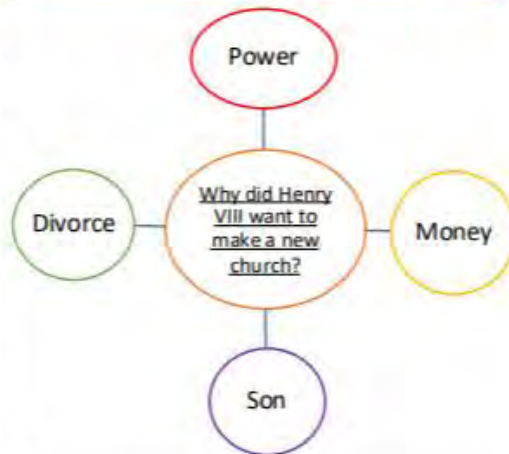 Power
Divorce
Why did Henry
VIII want to
make a new
church?
Money
Son